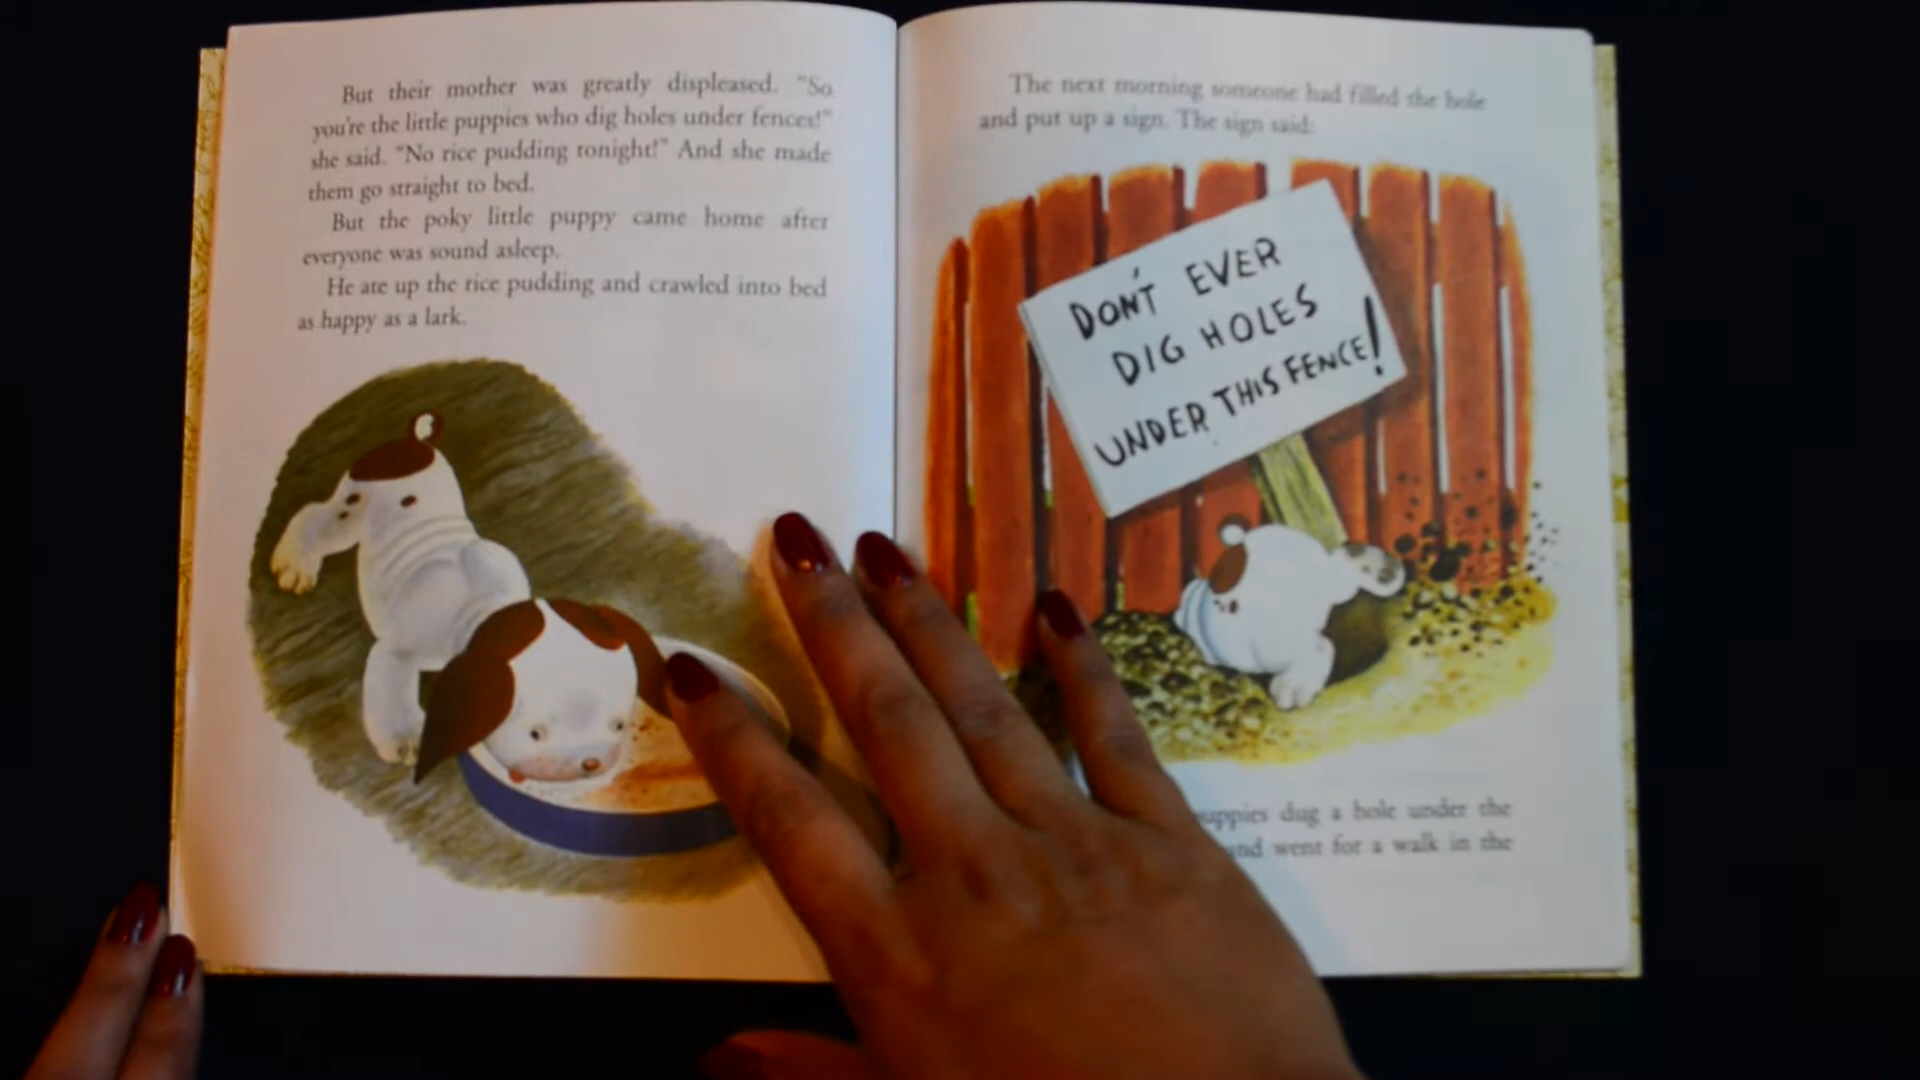 But their mother was greatly displeased. "So
you're the little puppies who dig holes under fences!"
she said. "No rice pudding tonight!" And she made
them go straight to bed.
But the poky little puppy came home after
everyone was sound asleep.
He ate up the rice pudding and crawled into bed
as happy as a lark.
The next morning someone had filled the hole
and put up a sign. The sign said:
DON'T EVER
DIG HOLES
UNDER THIS FENCE!
uppies dug a hole under the
and went for a walk in the